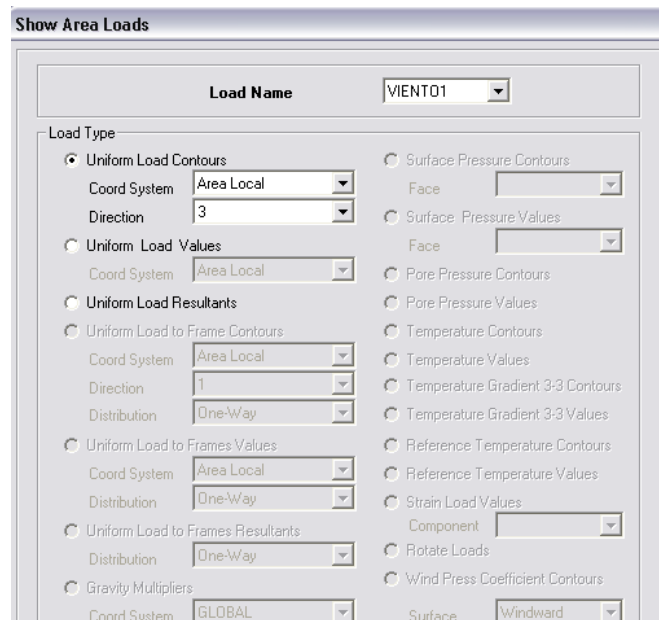 Show Area Loads
Load Name
VIENTO1
Load Type
Uniform Load Contours
Coord System
Area Local
Direction
3
Uniform Load Values
Coord System
Area Local
Uniform Load Resultants
Uniform Load to Frame Contours
Coord System
Area Local
Direction
1
Distribution
One-Way
Uniform Load to Frames Values
Coord System
Area Local
Distribution
One-Way
Uniform Load to Frames Resultants
Distribution
One-Way
Gravity Multipliers
Coord System
GLOBAL
Surface Pressure Contours
Face
Surface Pressure Values
Face
Pore Pressure Contours
Pore Pressure Values
Temperature Contours
Temperature Values
Temperature Gradient 3-3 Contours
Temperature Gradient 3-3 Values
Reference Temperature Contours
Reference Temperature Values
Strain Load Values
Component
Rotate Loads
Wind Press Coefficient Contours
Surface
Windward